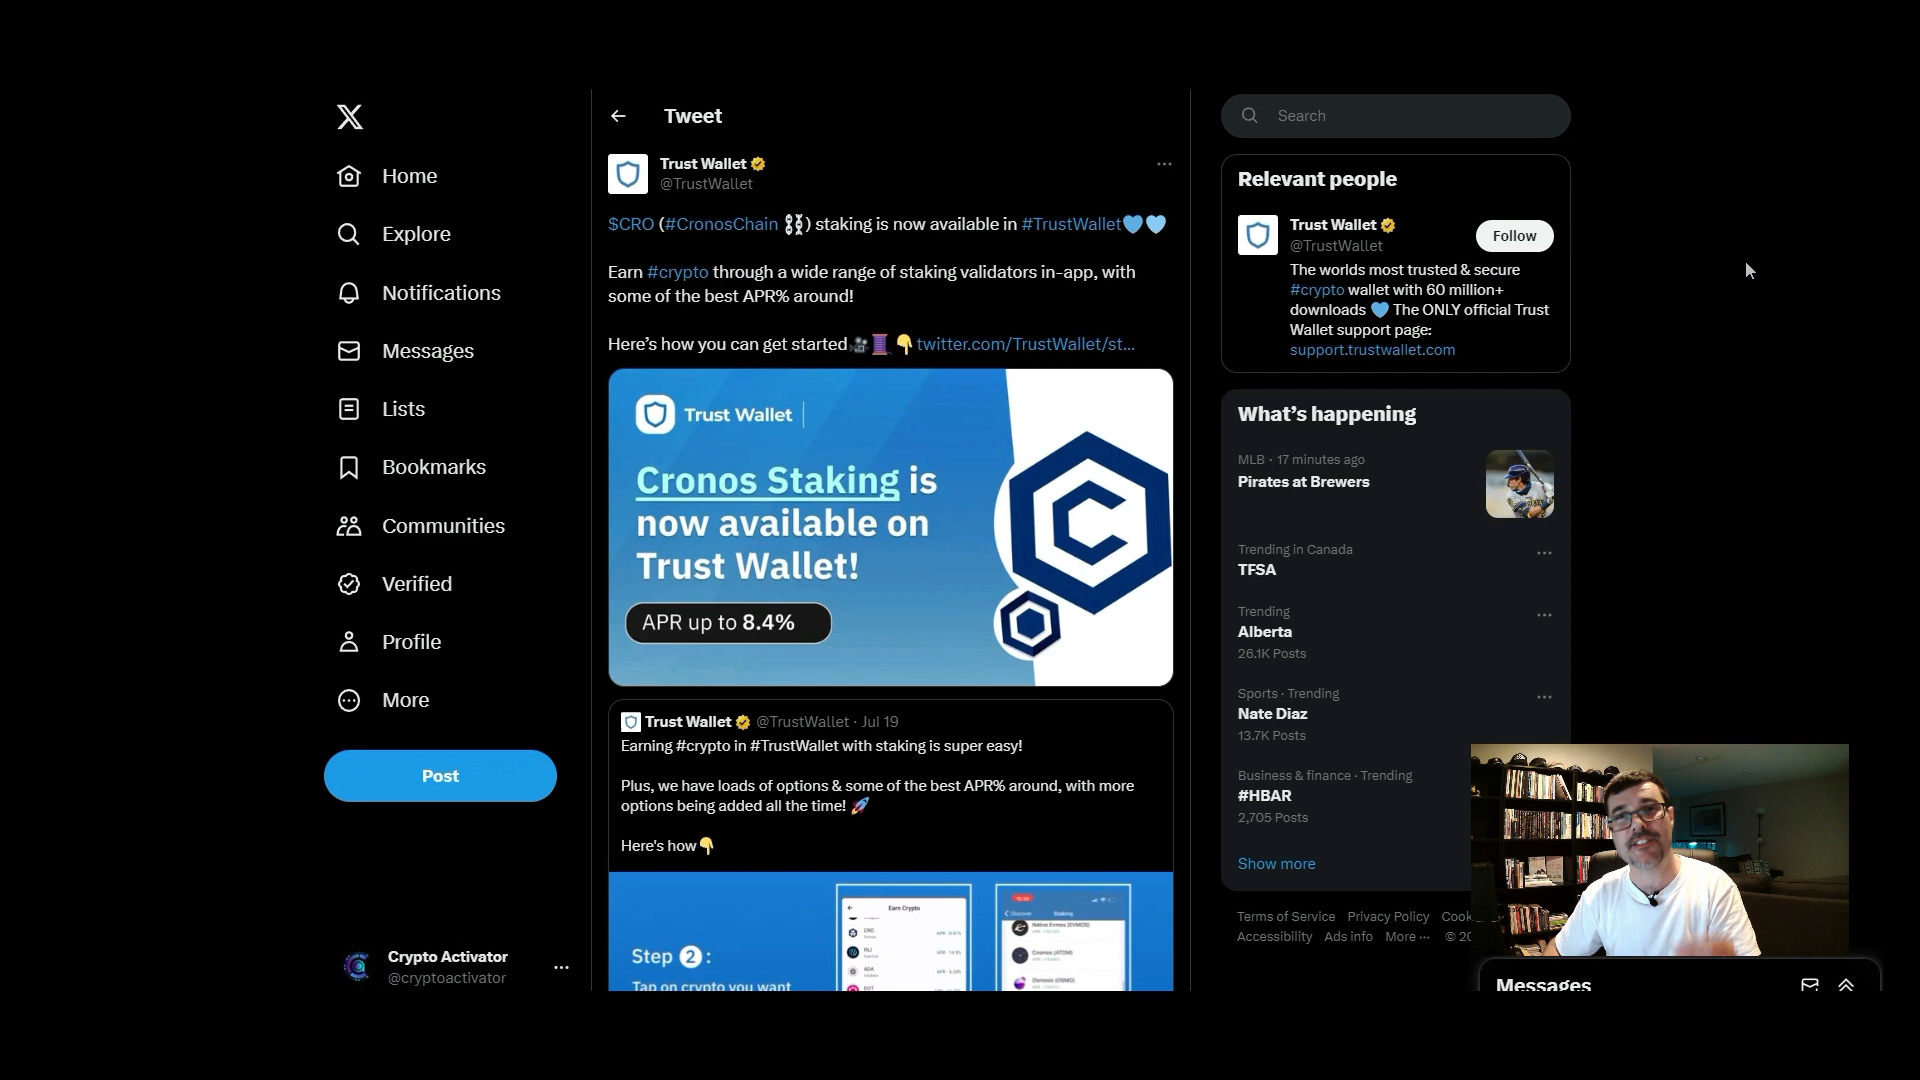 Home
Explore
Notifications
Messages
Lists
Bookmarks
Communities
Verified
Profile
More
Post
Crypto Activator
@cryptoactivator
Tweet
Trust Wallet
@TrustWallet
$CRO (#CronosChain ⛓️) staking is now available in #TrustWallet💙💙
Earn #crypto through a wide range of staking validators in-app, with
some of the best APR% around!
Here’s how you can get started🎥🧵👇twitter.com/TrustWallet/st...
Trust Wallet
Cronos Staking is
now available on
Trust Wallet!
APR up to 8.4%
Trust Wallet @TrustWallet · Jul 19
Earning #crypto in #TrustWallet with staking is super easy!
Plus, we have loads of options & some of the best APR% around, with more
options being added all the time! 🚀
Here's how👇
Step 2:
Tap on crypto you want
Earn Crypto
CRO
INJ
ADA
DOT
Discover
Staking
Native Evmos (EVMOS)
Cosmos (ATOM)
Osmosis (OSMO)
Search
Relevant people
Trust Wallet
@TrustWallet
Follow
The worlds most trusted & secure
#crypto wallet with 60 million+
downloads 💙 The ONLY official Trust
Wallet support page:
support.trustwallet.com
What’s happening
MLB · 17 minutes ago
Pirates at Brewers
Trending in Canada
TFSA
Trending
Alberta
26.1K Posts
Sports · Trending
Nate Diaz
13.7K Posts
Business & finance · Trending
#HBAR
2,705 Posts
Show more
Terms of Service Privacy Policy
Accessibility Ads info More ··· © 20
Messages